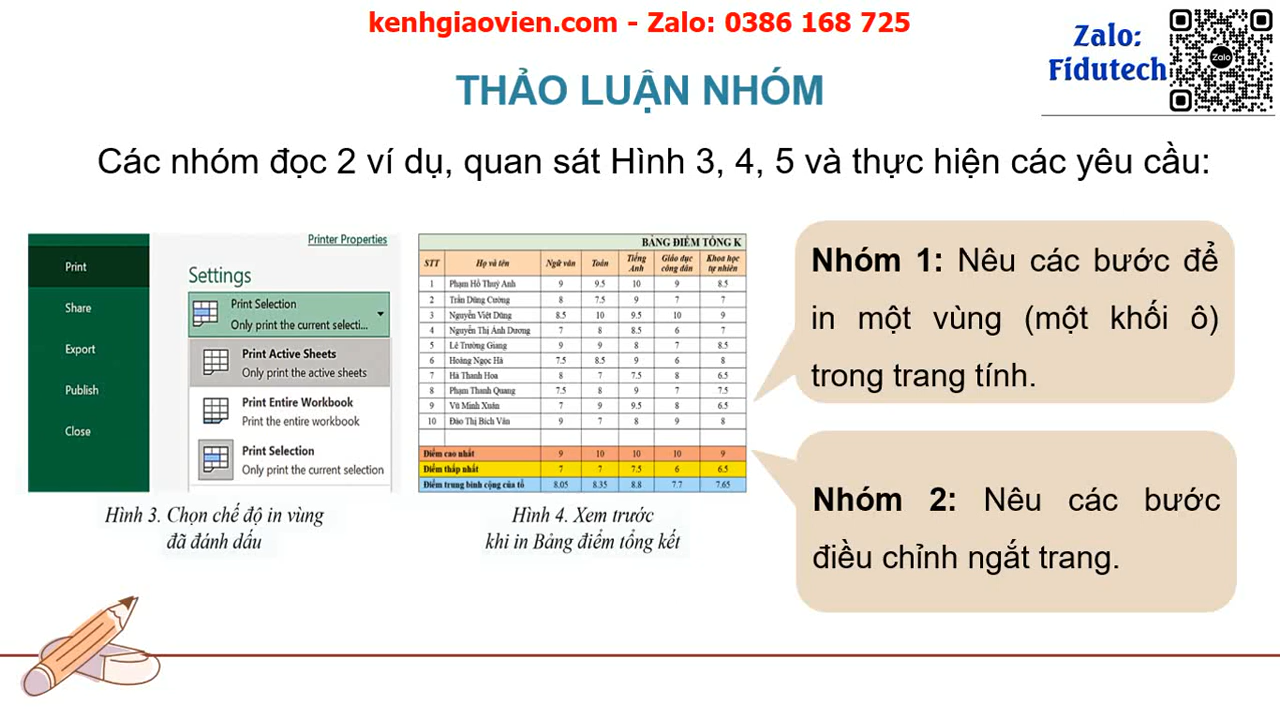 kenhgiaovien.com - Zalo: 0386 168 725
Zalo:
Fidutech
Zalo
THẢO LUẬN NHÓM
Các nhóm đọc 2 ví dụ, quan sát Hình 3, 4, 5 và thực hiện các yêu cầu:
Print
Share
Export
Publish
Close
Printer Properties
Settings
Print Selection
Only print the current selecti...
Print Active Sheets
Only print the active sheets
Print Entire Workbook
Print the entire workbook
Print Selection
Only print the current selection
Hình 3. Chọn chế độ in vùng
đã đánh dấu
BẢNG ĐIỂM TỔNG K
STT Họ và tên Ngữ văn Toán Tiếng Anh Giáo dục công dân Khoa học tự nhiên
1 Phạm Hồ Thuỳ Anh 9 9.5 10 9 8.5
2 Trần Dũng Cường 8 7.5 9 7 7
3 Nguyễn Việt Dũng 8.5 10 9.5 10 9
4 Nguyễn Thị Ánh Dương 7 8 8.5 6 7
5 Lê Trường Giang 9 9 8 7 8.5
6 Hoàng Ngọc Hà 7.5 8.5 9 6 8
7 Hà Thanh Hoa 8 7 7.5 8 6.5
8 Phạm Thanh Quang 7.5 8 9 7 7.5
9 Vũ Minh Xuân 7 9 9.5 8 6.5
10 Đào Thị Bích Vân 9 7 8 9 8
Điểm cao nhất 9 10 10 10 9
Điểm thấp nhất 7 7 7.5 6 6.5
Điểm trung bình cộng của tổ 8.05 8.35 8.8 7.7 7.65
Hình 4. Xem trước
khi in Bảng điểm tổng kết
Nhóm 1: Nêu các bước để
in một vùng (một khối ô)
trong trang tính.
Nhóm 2: Nêu các bước
điều chỉnh ngắt trang.